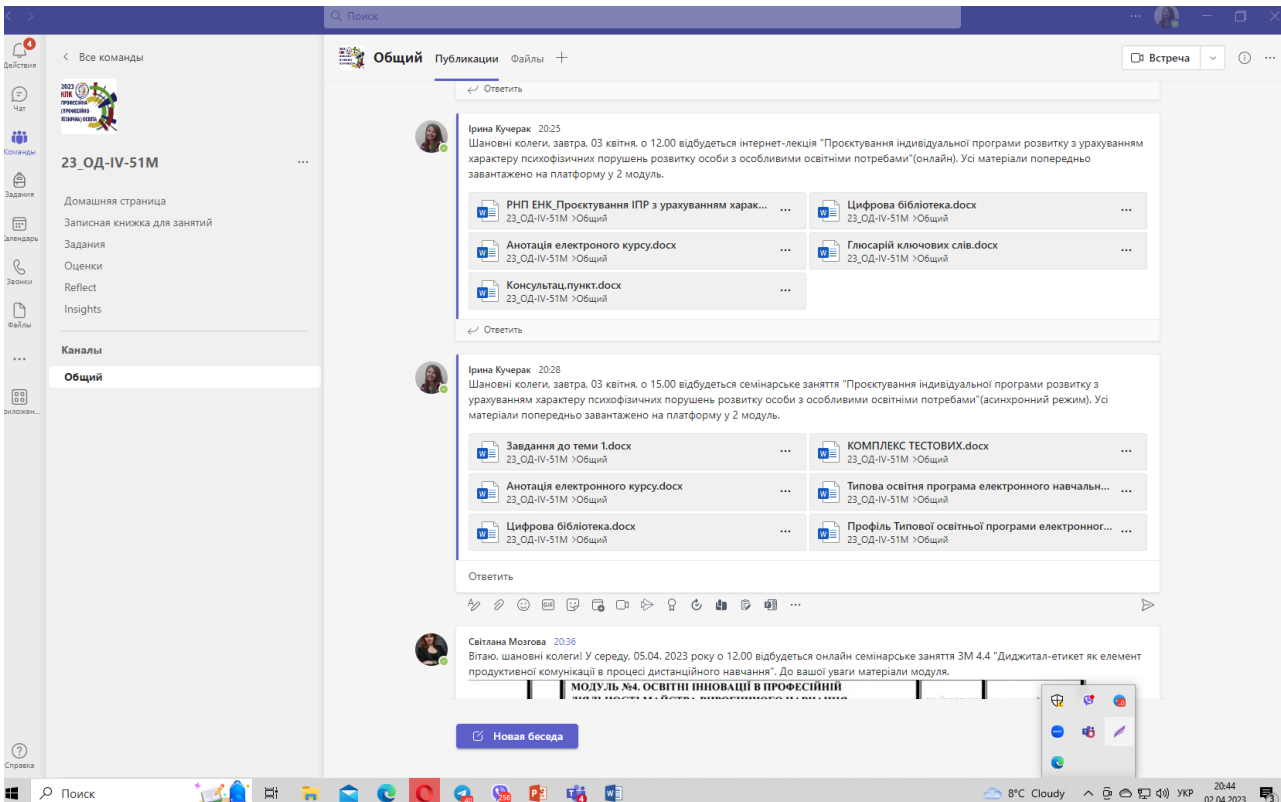 Поиск
4
Действия
Чат
Команды
Задания
Календарь
Звонки
Файлы
Справка
Все команды
2023
КПК
23_ОД-IV-51М
Домашняя страница
Записная книжка для занятий
Задания
Оценки
Reflect
Insights
Каналы
Общий
Общий Публикации Файлы
Встреча
Ответить
Ірина Кучерак 20:25
Шановні колеги, завтра, 03 квітня, о 12.00 відбудеться інтернет-лекція "Проєктування індивідуальної програми розвитку з урахуванням
характеру психофізичних порушень розвитку особи з особливими освітніми потребами"(онлайн). Усі матеріали попередньо
завантажено на платформу у 2 модуль.
РНП ЕНК_Проєктування ІПР з урахуванням харак...
23_ОД-IV-51М >Общий
Цифрова бібліотека.docx
23_ОД-IV-51М >Общий
Анотація електроного курсу.docx
23_ОД-IV-51М >Общий
Глюсарій ключових слів.docx
23_ОД-IV-51М >Общий
Консультац.пункт.docx
23_ОД-IV-51М >Общий
Ответить
Ірина Кучерак 20:28
Шановні колеги, завтра, 03 квітня, о 15.00 відбудеться семінарське заняття "Проєктування індивідуальної програми розвитку з
урахуванням характеру психофізичних порушень розвитку особи з особливими освітніми потребами"(асинхронний режим). Усі
матеріали попередньо завантажено на платформу у 2 модуль.
Завдання до теми 1.docx
23_ОД-IV-51М >Общий
КОМПЛЕКС ТЕСТОВИХ.docx
23_ОД-IV-51М >Общий
Анотація електронного курсу.docx
23_ОД-IV-51М >Общий
Типова освітня програма електронного навчальн...
23_ОД-IV-51М >Общий
Цифрова бібліотека.docx
23_ОД-IV-51М >Общий
Профіль Типової освітньої програми електронног...
23_ОД-IV-51М >Общий
Ответить
GIF
Світлана Мозгова 20:36
Вітаю, шановні колеги! У середу, 05.04. 2023 року о 12,00 відбудеться онлайн семінарське заняття ЗМ 4.4 "Диджитал-етикет як елемент
продуктивної комунікації в процесі дистанційного навчання". До вашої уваги матеріали модуля.
МОДУЛЬ №4. ОСВІТНІ ІННОВАЦІЇ В ПРОФЕСІЙНІЙ
Новая беседа
Поиск
8°C Cloudy
УКР
20:44
02.04.2023